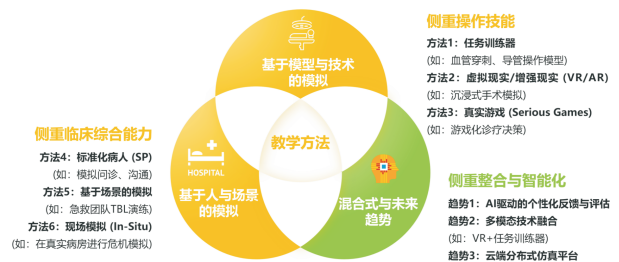 侧重操作技能
方法1：任务训练器
(如：血管穿刺、导管操作模型)
方法2：虚拟现实/增强现实 (VR/AR)
(如：沉浸式手术模拟)
方法3：真实游戏 (Serious Games)
(如：游戏化诊疗决策)
基于模型与技术
的模拟
教学方法
侧重临床综合能力
方法4：标准化病人 (SP)
(如：模拟问诊、沟通)
方法5：基于场景的模拟
(如：急救团队TBL演练)
方法6：现场模拟 (In-Situ)
(如：在真实病房进行危机模拟)
HOSPITAL
基于人与场景
的模拟
混合式与未来
趋势
侧重整合与智能化
趋势1：AI驱动的个性化反馈与评估
趋势2：多模态技术融合
(如：VR+任务训练器)
趋势3：云端分布式仿真平台